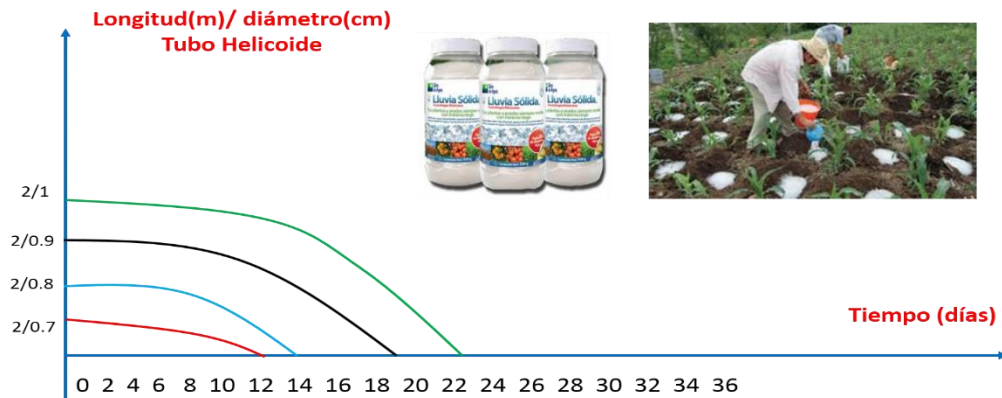 Longitud(m)/ diámetro(cm)
Tubo Helicoide
Lluvia Sólida.
Lluvia Sólida.
Lluvia Sólida.
2/1
2/0.9
2/0.8
2/0.7
Tiempo (días)
0 2 4 6 8 10 12 14 16 18 20 22 24 26 28 30 32 34 36